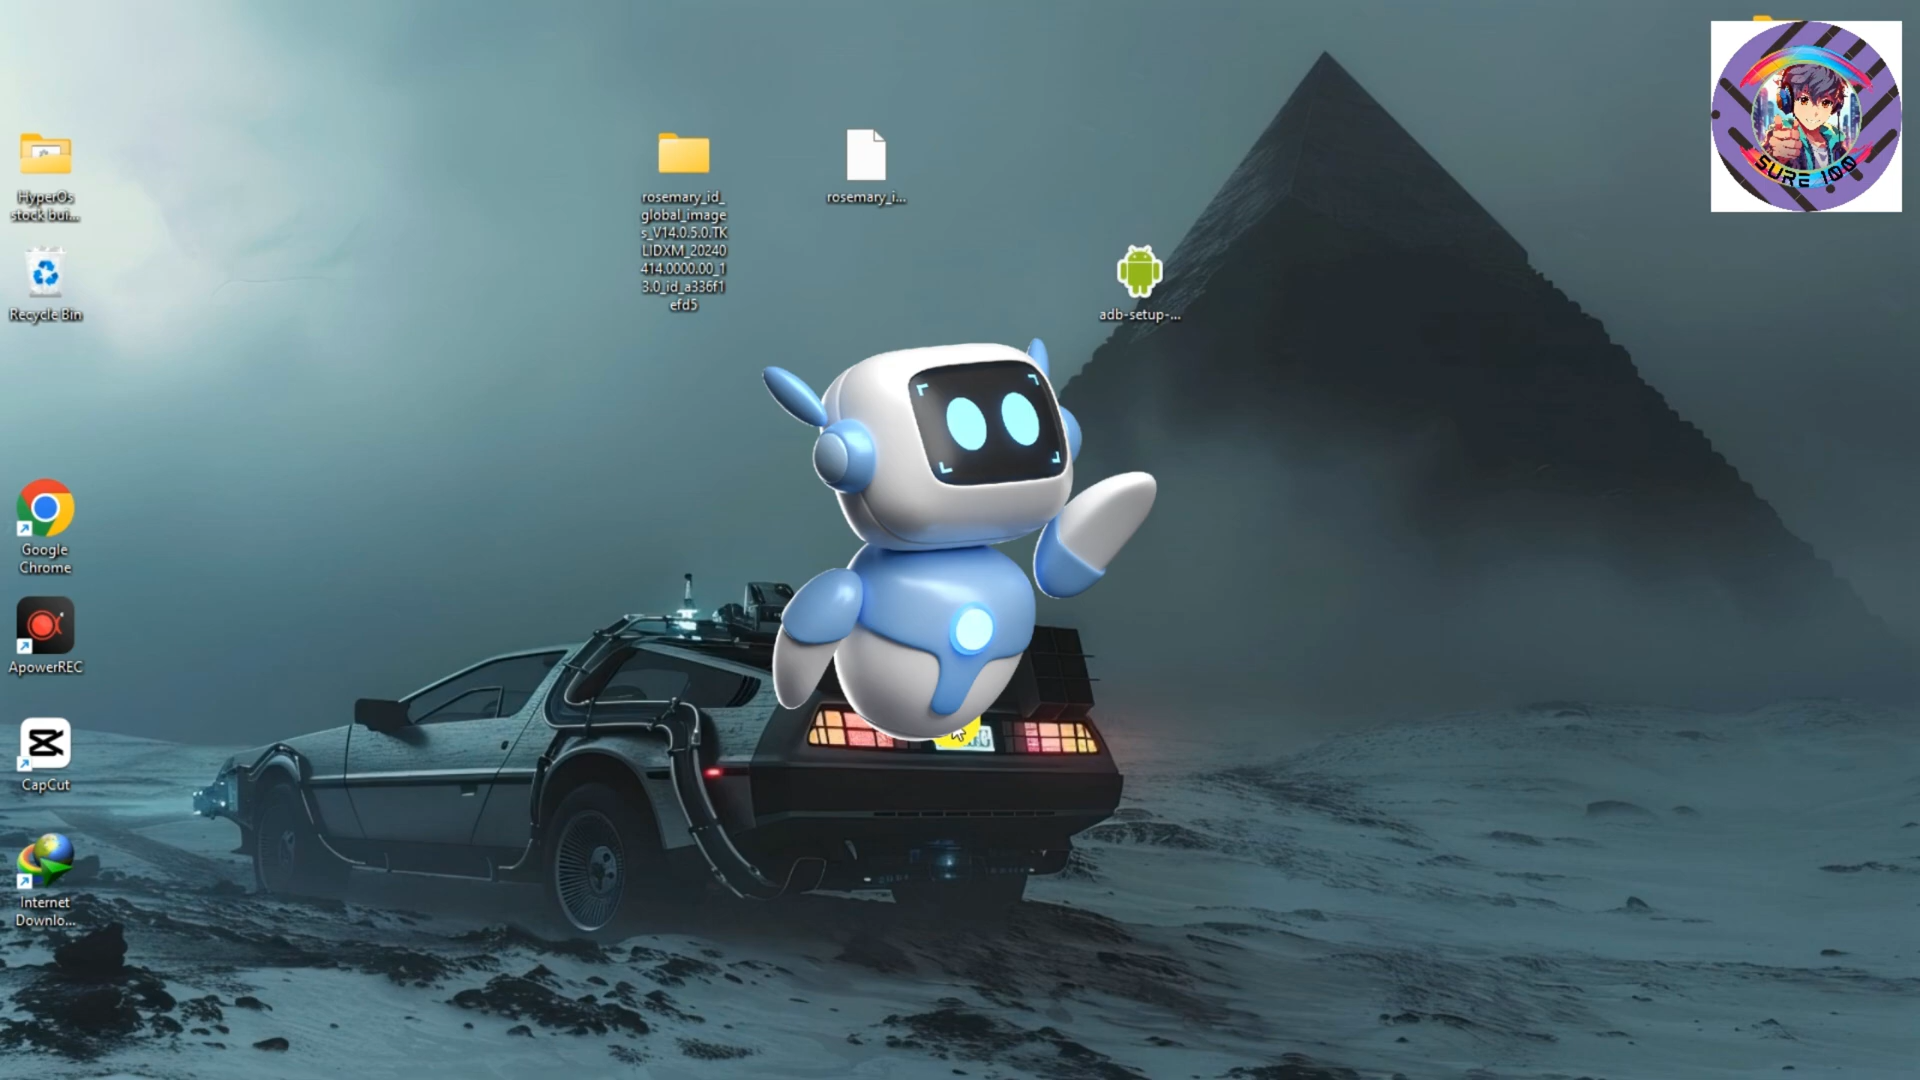 HyperOs
stock bui...
Recycle Bin
Google
Chrome
ApowerREC
CapCut
Internet
Downlo...
rosemary_id_
global_image
s_V14.0.5.0.TK
LIDXM_20240
414.0000.00_1
3.0_id_a336f1
efd5
rosemary_i...
adb-setup-...
SURE 100